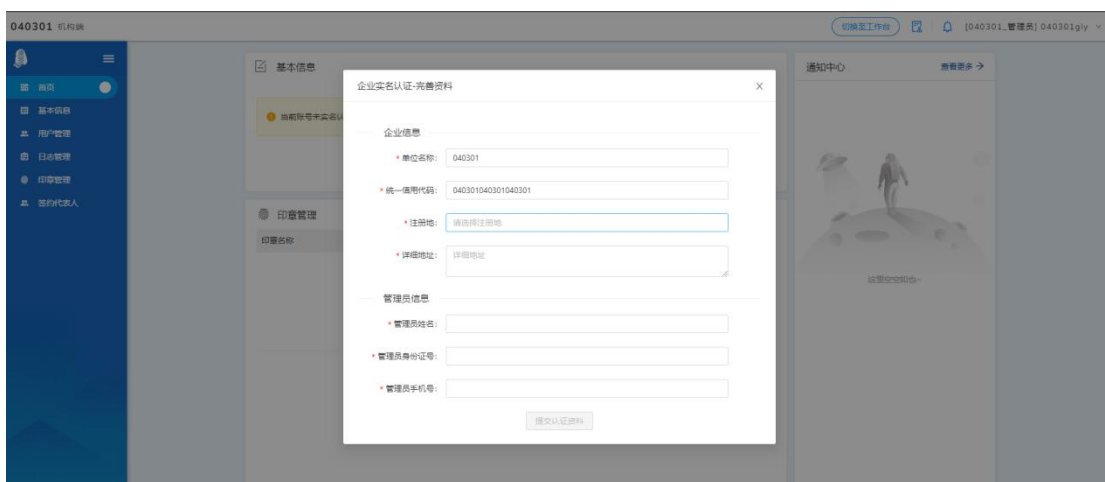 040301 机构端
切换至工作台
[040301_管理员] 040301gly
首页
基本信息
用户管理
日志管理
印章管理
签约代表人
基本信息
当前账号未实名认
印章管理
印章名称
通知中心
查看更多 →
这里空空如也~
企业实名认证-完善资料
X
企业信息
* 单位名称: 040301
* 统一信用代码: 040301040301040301
* 注册地: 请选择注册地
* 详细地址: 详细地址
管理员信息
* 管理员姓名:
* 管理员身份证号:
* 管理员手机号:
提交认证资料